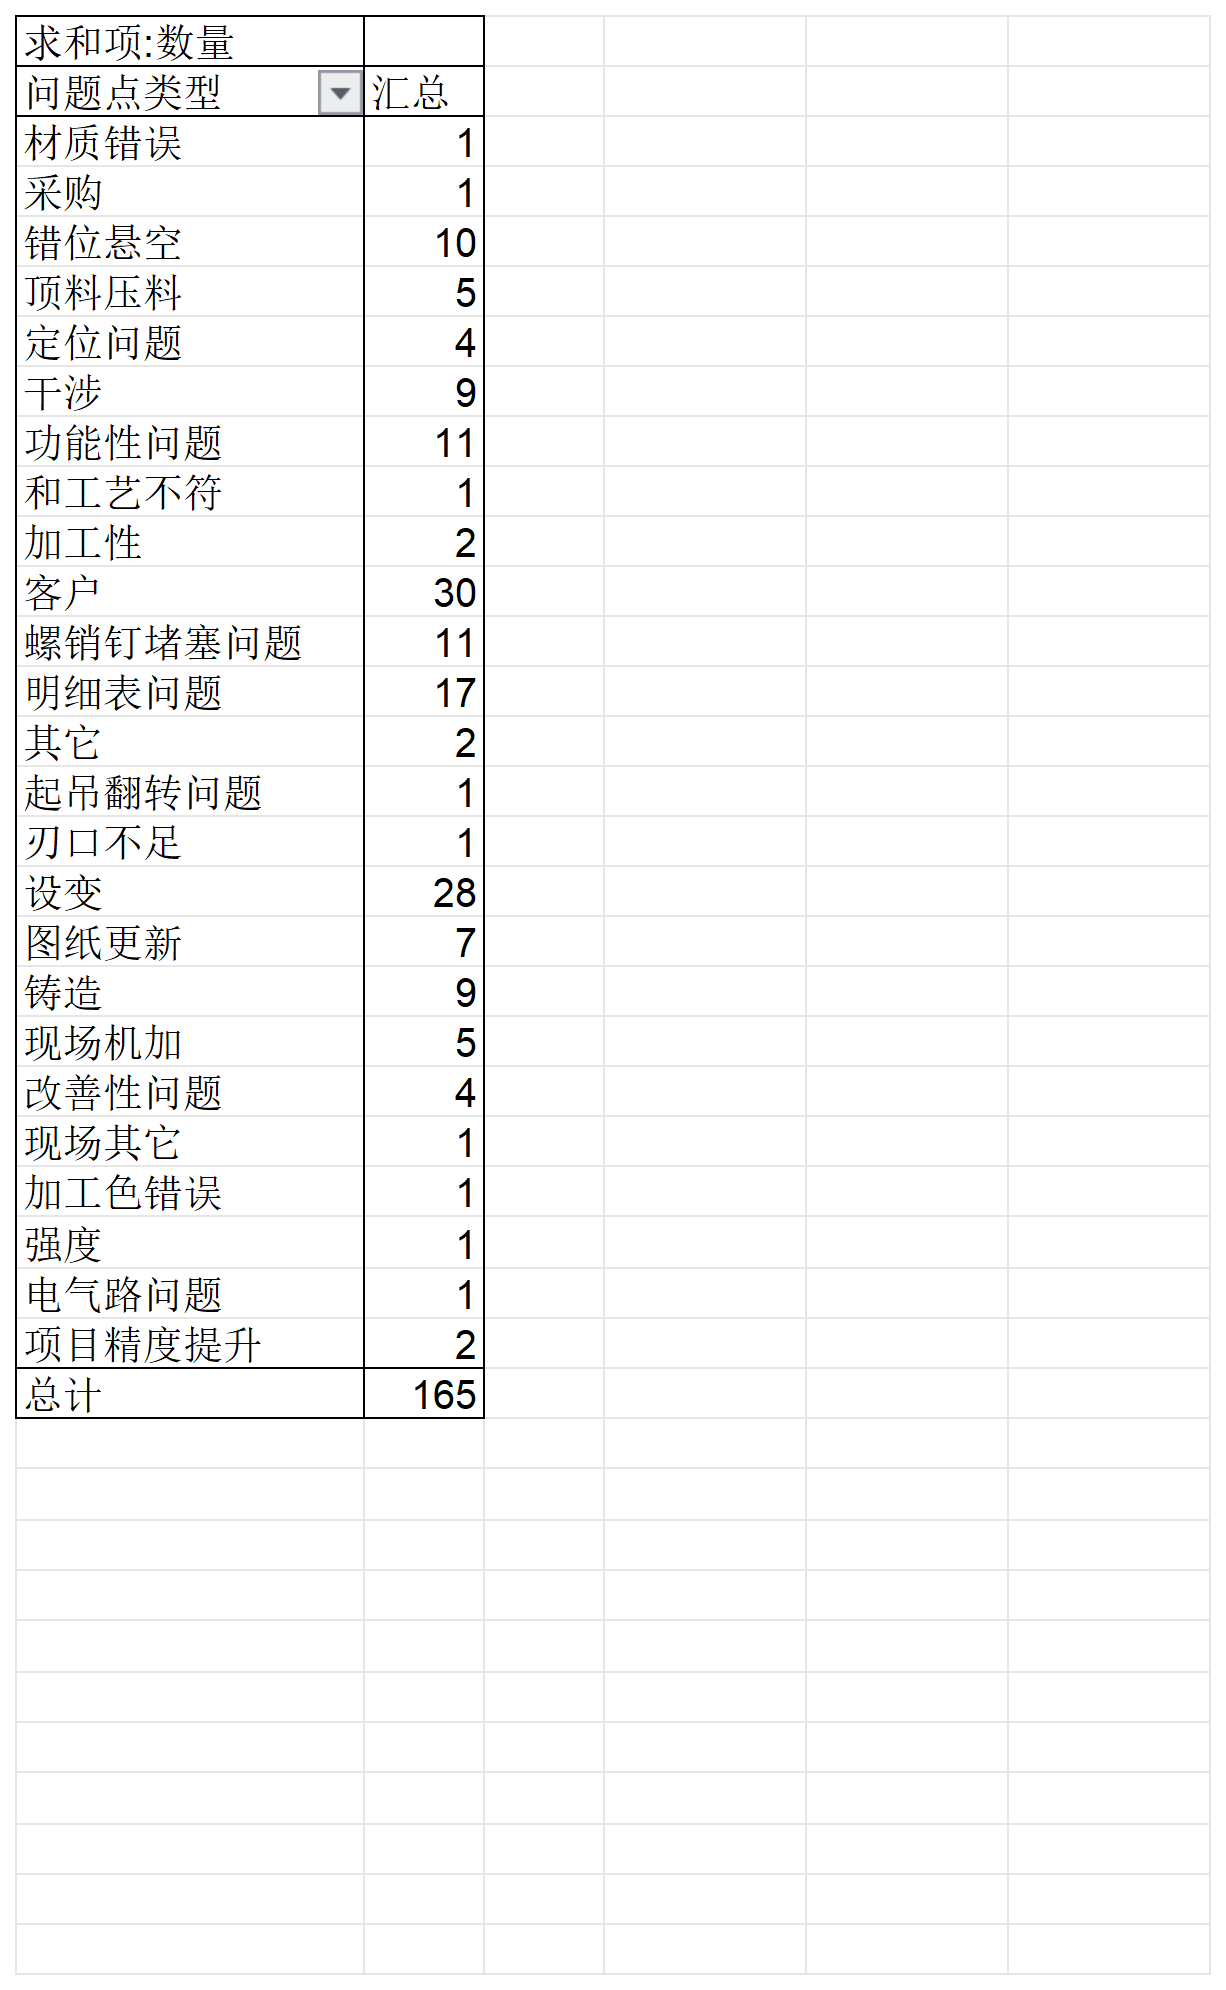 求和项:数量
问题点类型 汇总
材质错误 1
采购 1
错位悬空 10
顶料压料 5
定位问题 4
干涉 9
功能性问题 11
和工艺不符 1
加工性 2
客户 30
螺销钉堵塞问题 11
明细表问题 17
其它 2
起吊翻转问题 1
刃口不足 1
设变 28
图纸更新 7
铸造 9
现场机加 5
改善性问题 4
现场其它 1
加工色错误 1
强度 1
电气路问题 1
项目精度提升 2
总计 165